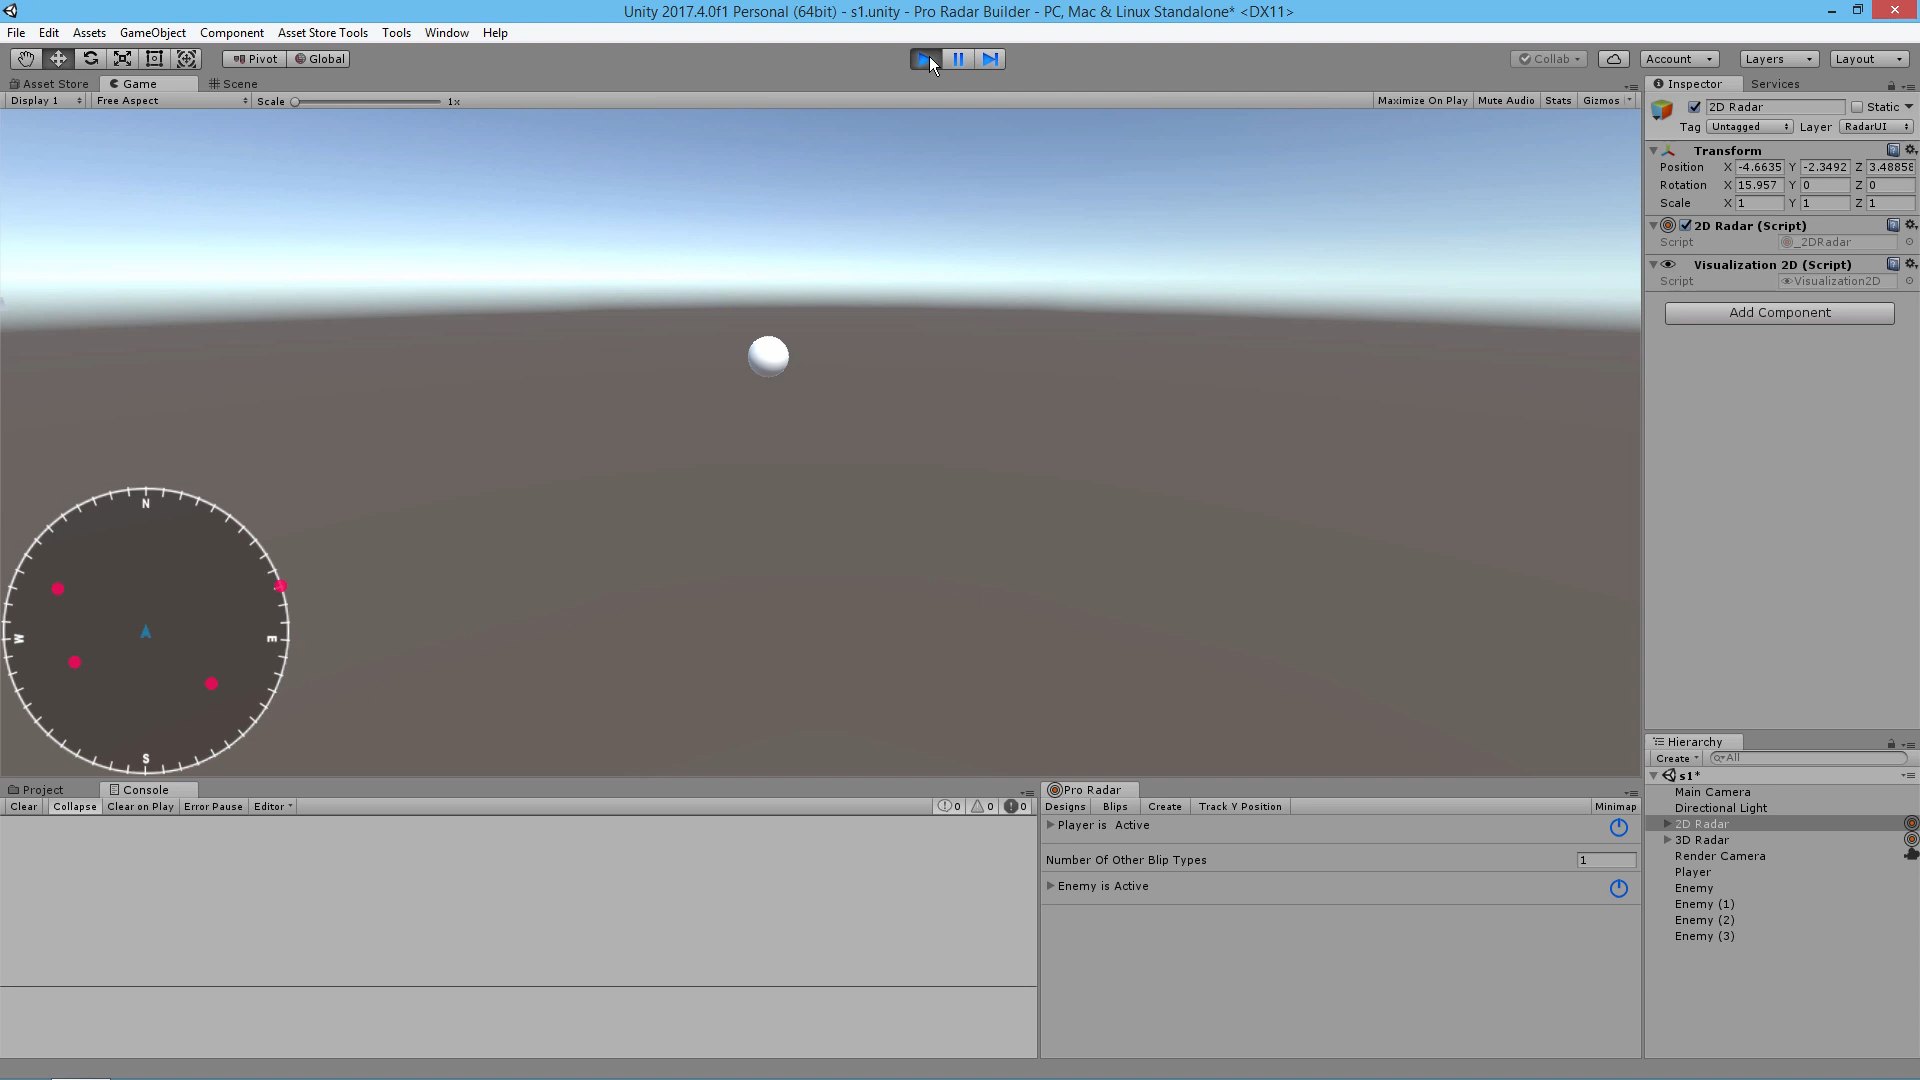 Unity 2017.4.0f1 Personal (64bit) - s1.unity - Pro Radar Builder - PC, Mac & Linux Standalone* <DX11>
File Edit Assets GameObject Component Asset Store Tools Tools Window Help
Pivot Global Collab Account Layers Layout
Asset Store Game Scene Inspector Services
Display 1 Free Aspect Scale 1x Maximize On Play Mute Audio Stats Gizmos
2D Radar Static
Tag Untagged Layer RadarUI
Transform
Position X -4.6635 Y -2.3492 Z 3.48858
Rotation X 15.957 Y 0 Z 0
Scale X 1 Y 1 Z 1
2D Radar (Script)
Script _2DRadar
Visualization 2D (Script)
Script Visualization2D
Add Component
N
W E
S
Hierarchy
Create All
s1*
Main Camera
Directional Light
2D Radar
3D Radar
Render Camera
Player
Enemy
Enemy (1)
Enemy (2)
Enemy (3)
Project Console
Clear Collapse Clear on Play Error Pause Editor 0 0 0
Pro Radar
Designs Blips Create Track Y Position Minimap
Player is Active
Number Of Other Blip Types 1
Enemy is Active